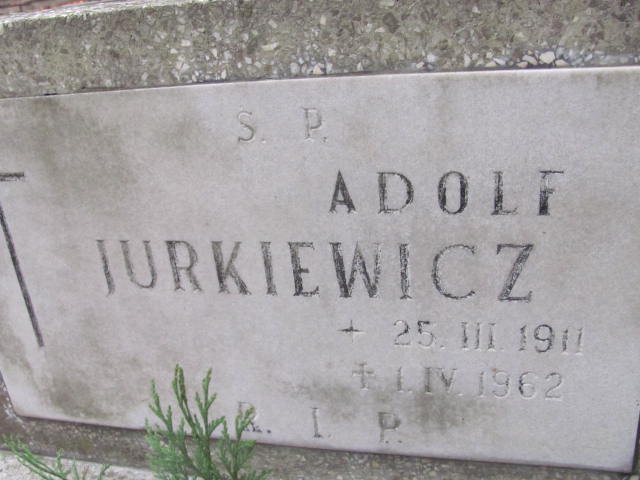 S. P.
ADOLF
JURKIEWICZ
+ 25. III. 1911
✝ 1. IV. 1962
R. I. P.